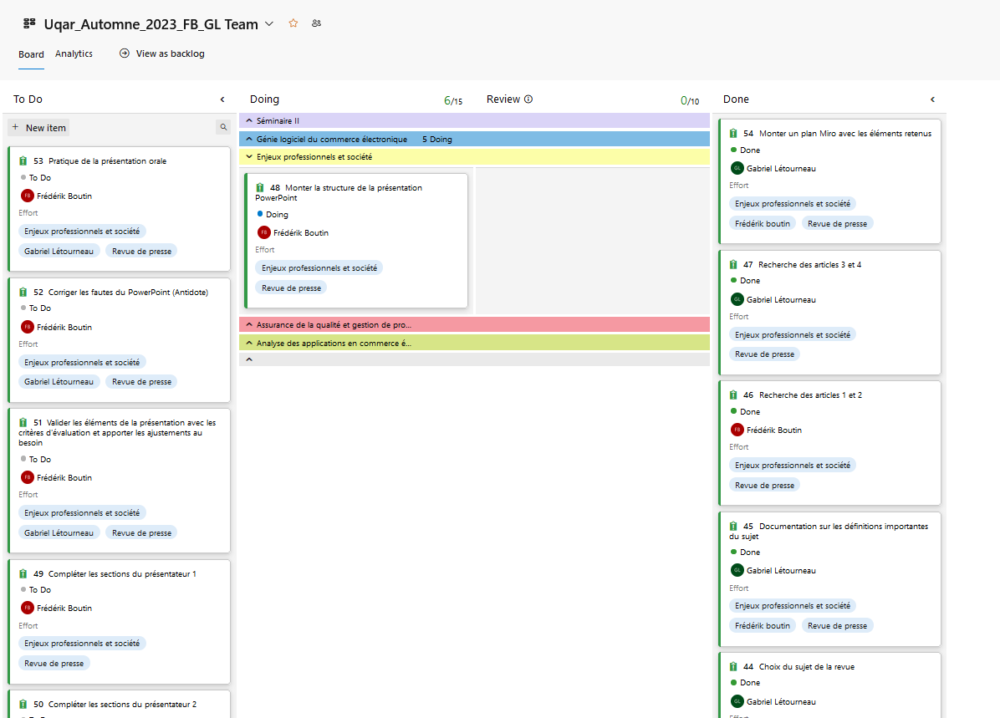 Uqar_Automne_2023_FB_GL Team
Board
Analytics
View as backlog
To Do
New item
53 Pratique de la présentation orale
To Do
FB Frédérik Boutin
Effort
Enjeux professionnels et société
Gabriel Létourneau
Revue de presse
52 Corriger les fautes du PowerPoint (Antidote)
To Do
FB Frédérik Boutin
Effort
Enjeux professionnels et société
Gabriel Létourneau
Revue de presse
51 Valider les éléments de la présentation avec les
critères d'évaluation et apporter les ajustements au
besoin
To Do
FB Frédérik Boutin
Effort
Enjeux professionnels et société
Gabriel Létourneau
Revue de presse
49 Compléter les sections du présentateur 1
To Do
FB Frédérik Boutin
Effort
Enjeux professionnels et société
Revue de presse
50 Compléter les sections du présentateur 2
Doing
6/15
Review
0/10
Séminaire II
Génie logiciel du commerce électronique 5 Doing
Enjeux professionnels et société
48 Monter la structure de la présentation
PowerPoint
Doing
FB Frédérik Boutin
Effort
Enjeux professionnels et société
Revue de presse
Assurance de la qualité et gestion de pro...
Analyse des applications en commerce é...
Done
54 Monter un plan Miro avec les éléments retenus
Done
GL Gabriel Létourneau
Effort
Enjeux professionnels et société
Frédérik boutin
Revue de presse
47 Recherche des articles 3 et 4
Done
GL Gabriel Létourneau
Effort
Enjeux professionnels et société
Revue de presse
46 Recherche des articles 1 et 2
Done
FB Frédérik Boutin
Effort
Enjeux professionnels et société
Revue de presse
45 Documentation sur les définitions importantes
du sujet
Done
GL Gabriel Létourneau
Effort
Enjeux professionnels et société
Frédérik boutin
Revue de presse
44 Choix du sujet de la revue
Done
GL Gabriel Létourneau